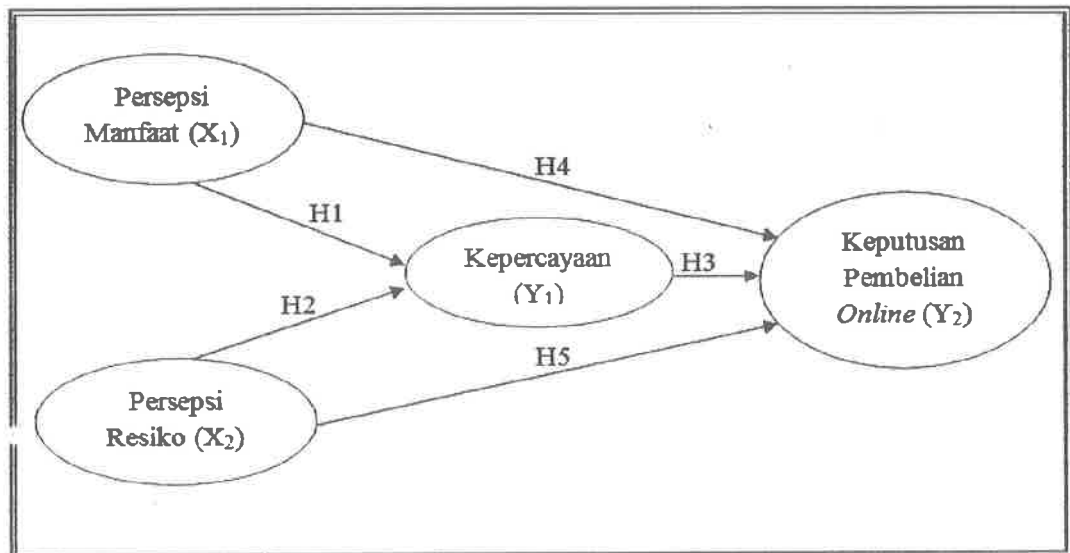 Persepsi
Manfaat (X₁)
H4
H1
Kepercayaan
(Y₁)
H3
Keputusan
Pembelian
Online (Y₂)
H2
H5
Persepsi
Resiko (X₂)